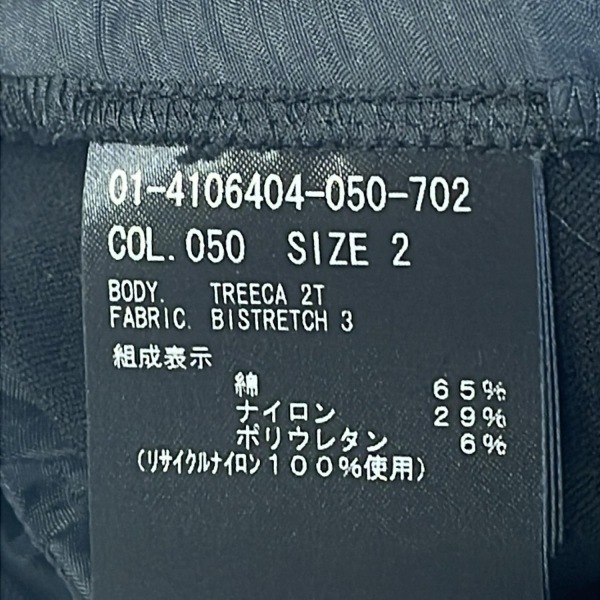 01-4106404-050-702
COL. 050 SIZE 2
BODY. TREECA 2T
FABRIC. BISTRETCH 3
組成表示
綿 65%
ナイロン 29%
ポリウレタン 6%
(リサイクルナイロン100%使用)